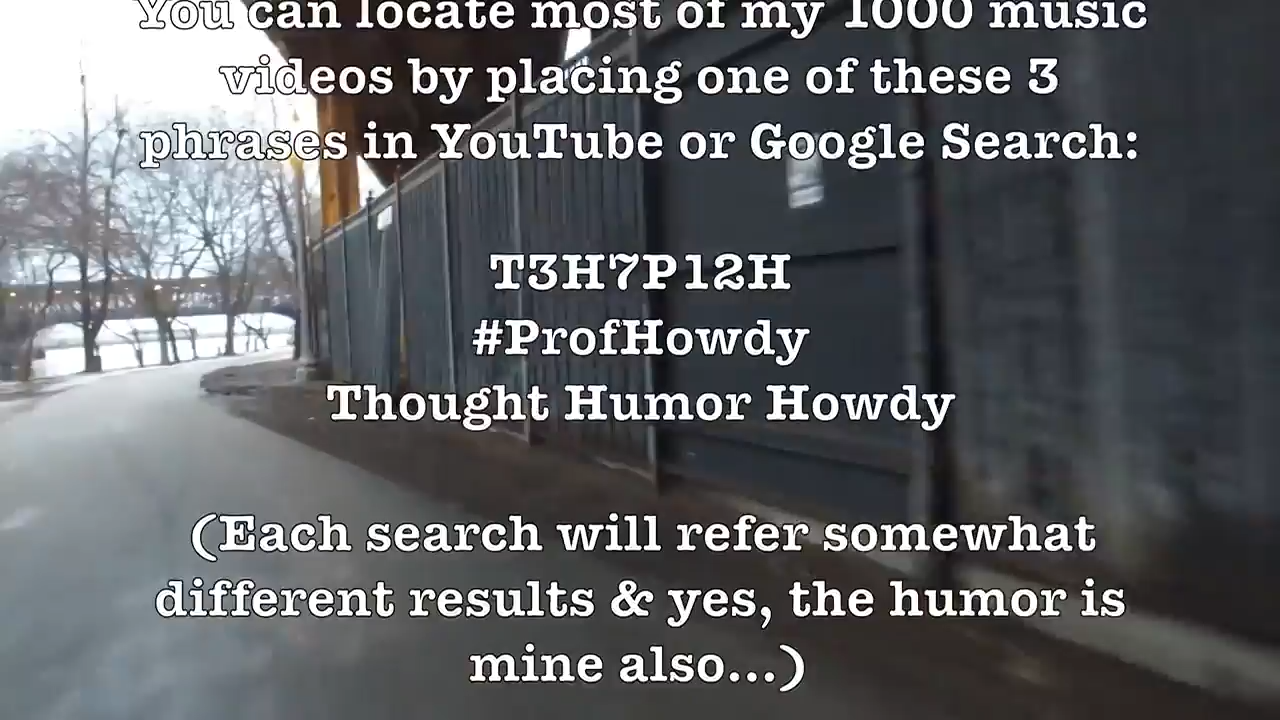 You can locate most of my 1000 music
videos by placing one of these 3
phrases in YouTube or Google Search:
T3H7P12H
#ProfHowdy
Thought Humor Howdy
(Each search will refer somewhat
different results & yes, the humor is
mine also...)